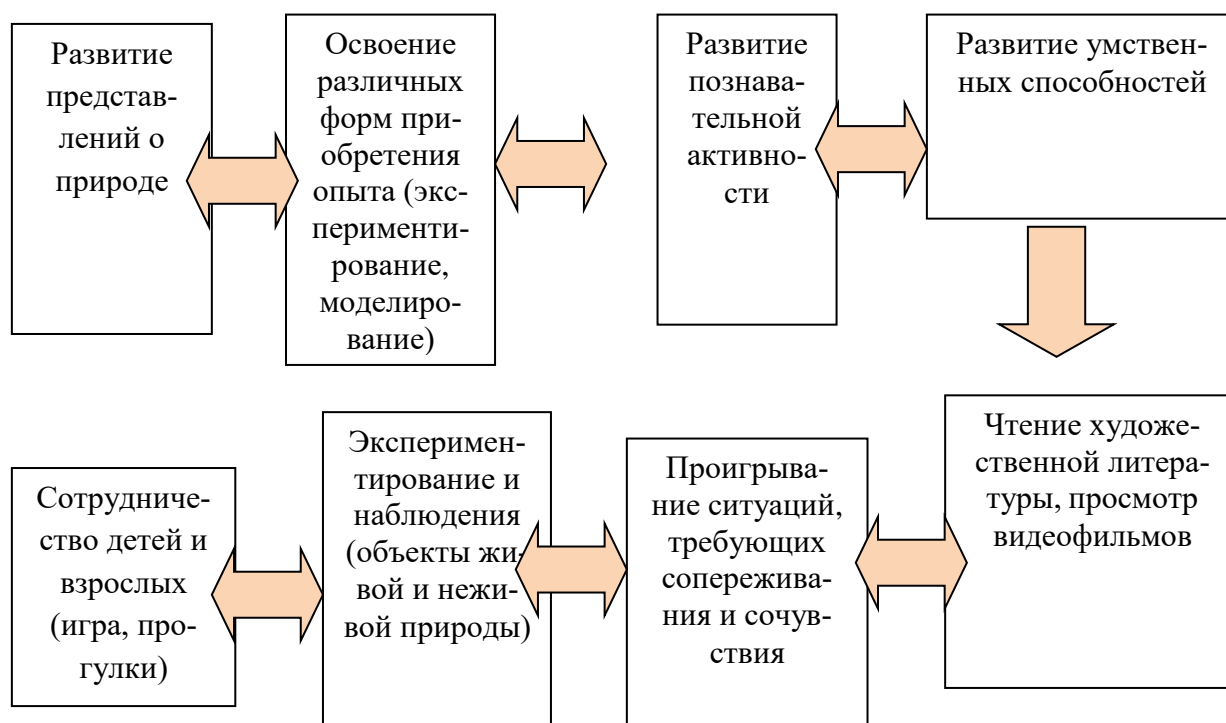 Развитие
представ-
лений о
природе
Освоение
различных
форм при-
обретения
опыта (экс-
перименти-
рование,
моделиро-
вание)
Развитие
познава-
тельной
активно-
сти
Развитие умствен-
ных способностей
Сотрудниче-
ство детей и
взрослых
(игра, про-
гулки)
Эксперимен-
тирование и
наблюдения
(объекты жи-
вой и нежи-
вой природы)
Проигрыва-
ние ситуаций,
требующих
сопережива-
ния и сочув-
ствия
Чтение художе-
ственной литера-
туры, просмотр
видеофильмов